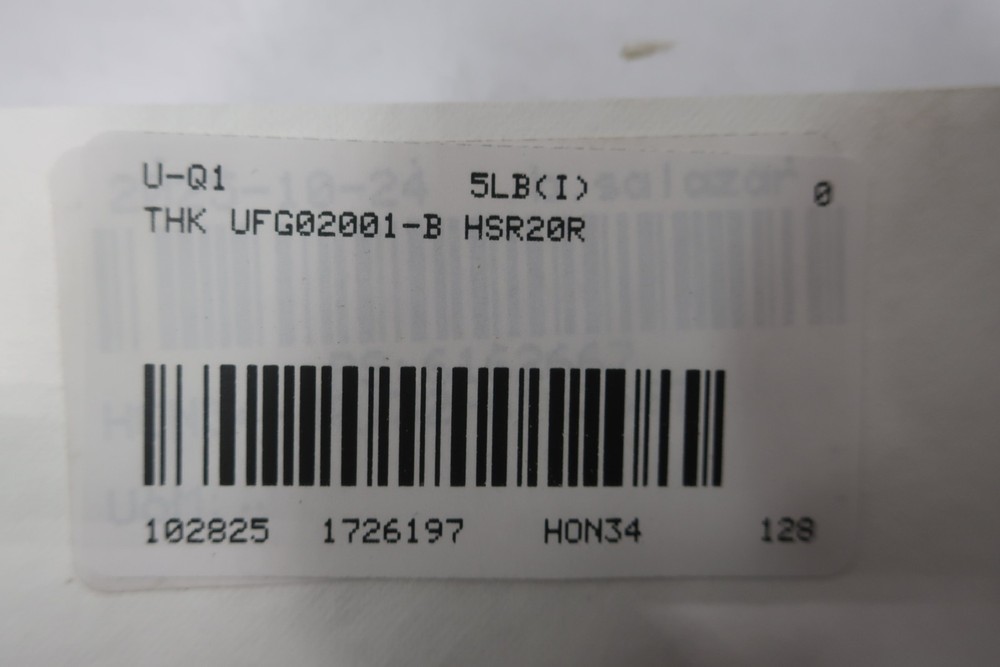 U-Q1 5LB(I) 0
THK UFG02001-B HSR20R
102825 1726197 HON34 128